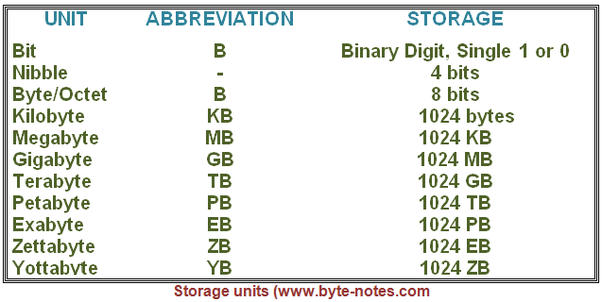 UNIT ABBREVIATION STORAGE
Bit B Binary Digit, Single 1 or 0
Nibble - 4 bits
Byte/Octet B 8 bits
Kilobyte KB 1024 bytes
Megabyte MB 1024 KB
Gigabyte GB 1024 MB
Terabyte TB 1024 GB
Petabyte PB 1024 TB
Exabyte EB 1024 PB
Zettabyte ZB 1024 EB
Yottabyte YB 1024 ZB
Storage units (www.byte-notes.com